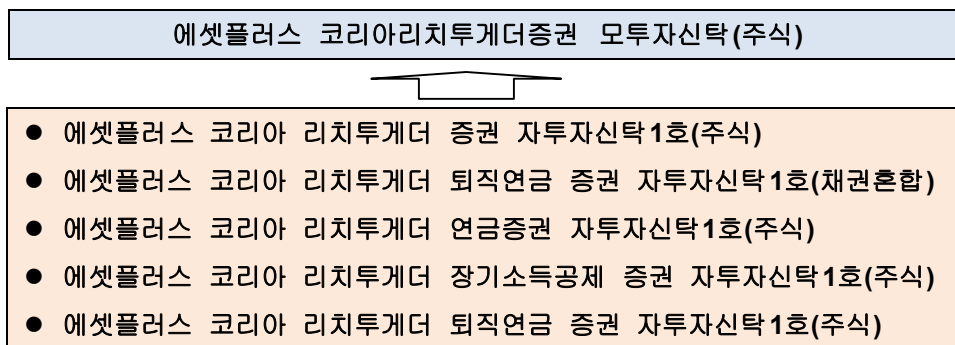 에셋플러스 코리아리치투게더증권 모투자신탁(주식)
● 에셋플러스 코리아 리치투게더 증권 자투자신탁1호(주식)
● 에셋플러스 코리아 리치투게더 퇴직연금 증권 자투자신탁1호(채권혼합)
● 에셋플러스 코리아 리치투게더 연금증권 자투자신탁1호(주식)
● 에셋플러스 코리아 리치투게더 장기소득공제 증권 자투자신탁1호(주식)
● 에셋플러스 코리아 리치투게더 퇴직연금 증권 자투자신탁1호(주식)